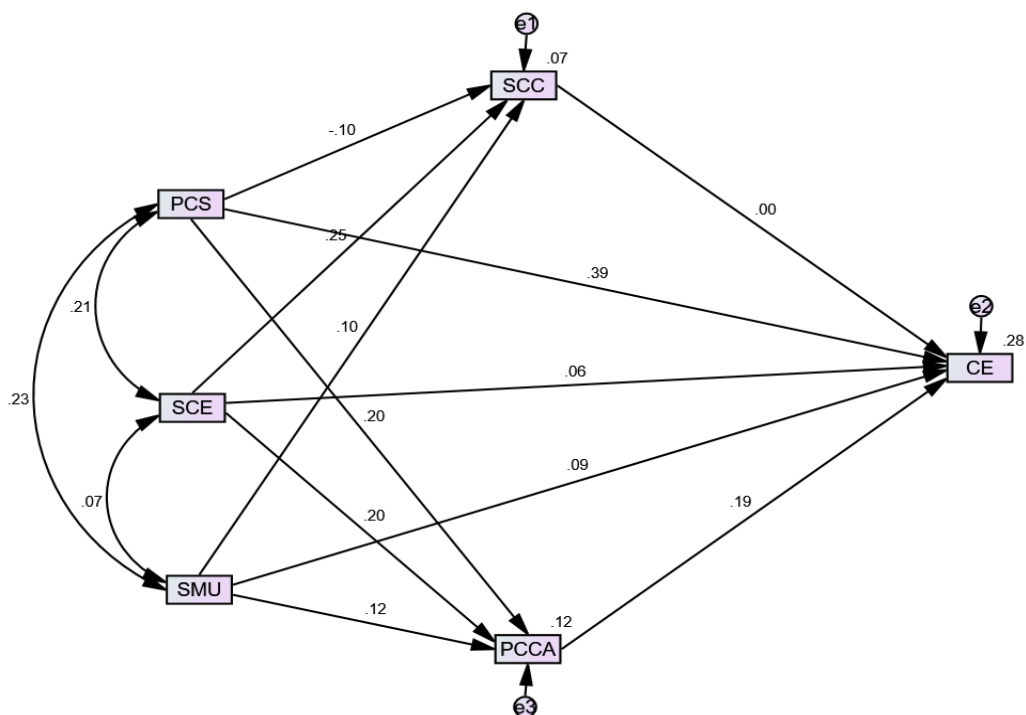 e1
.07
SCC
-.10
PCS
.00
.25
.39
.21
e2
.10
.28
CE
.06
.23
SCE
.20
.09
.07
.19
.20
SMU
.12
.12
PCCA
e3